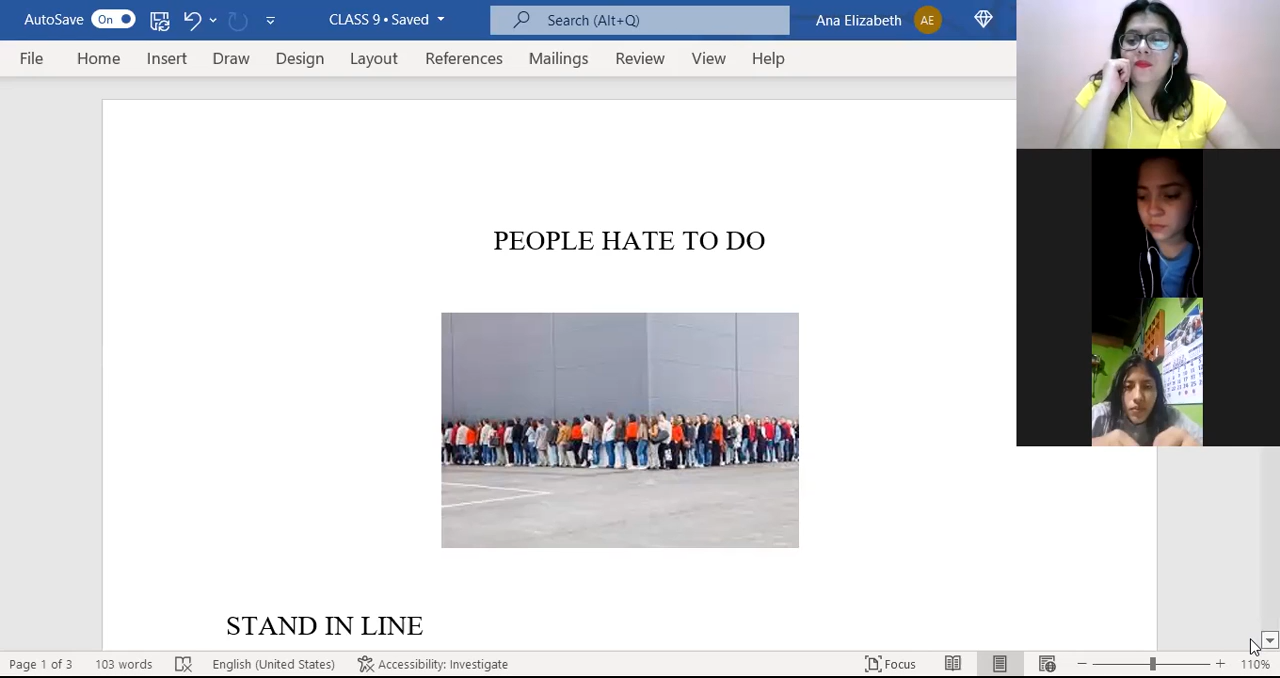 AutoSave On CLASS 9 • Saved Search (Alt+Q) Ana Elizabeth AE
File Home Insert Draw Design Layout References Mailings Review View Help
PEOPLE HATE TO DO
STAND IN LINE
Page 1 of 3 103 words English (United States) Accessibility: Investigate Focus 110%